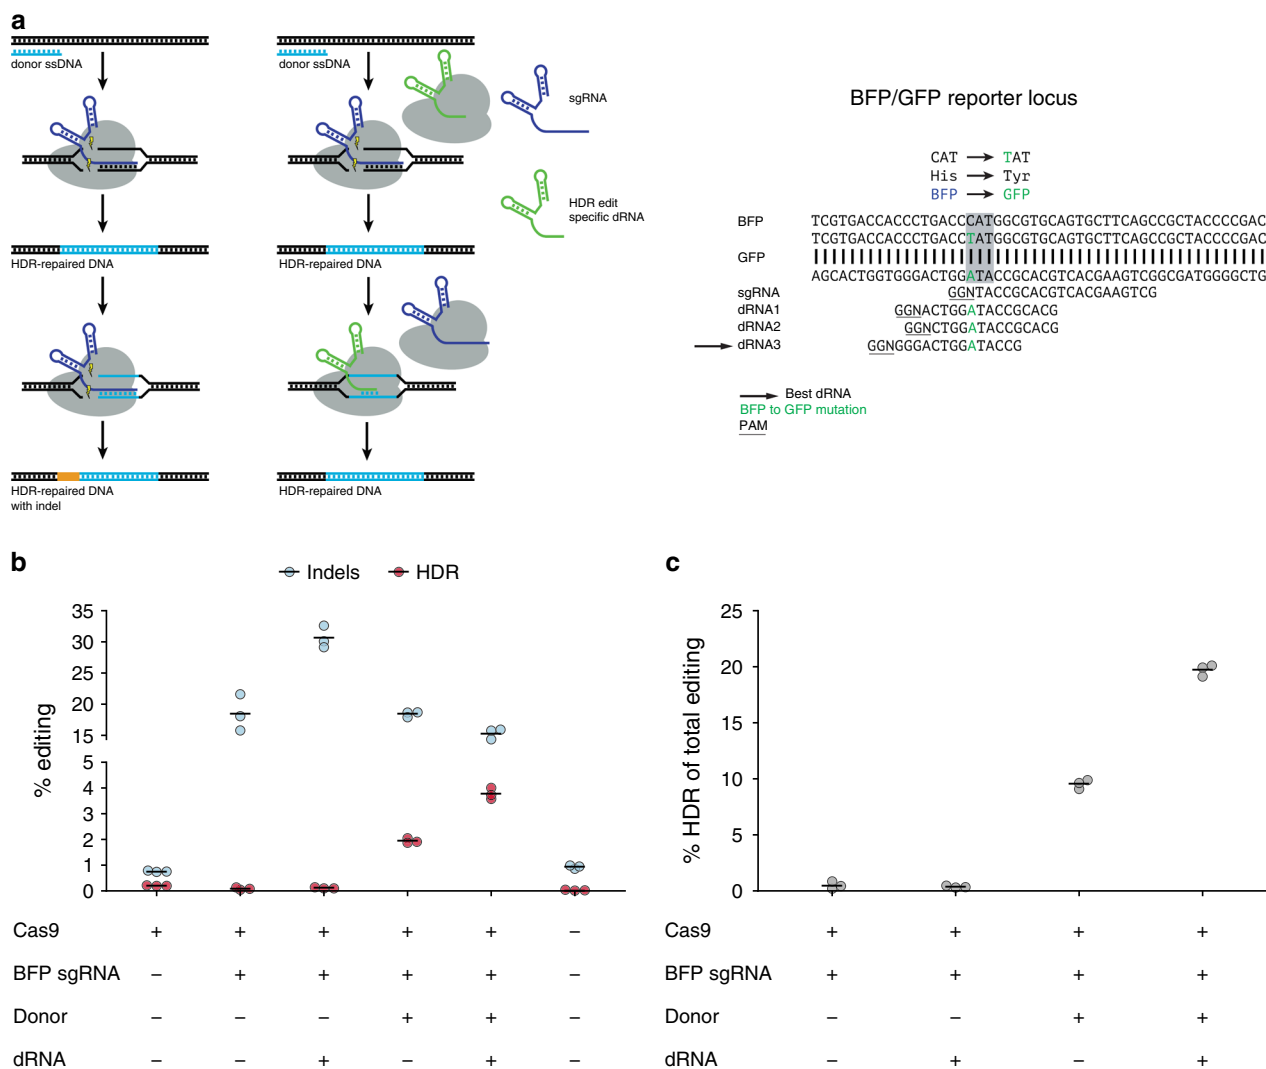 a
donor ssDNA
donor ssDNA
sgRNA
HDR edit
specific dRNA
HDR-repaired DNA
HDR-repaired DNA
HDR-repaired DNA
with indel
HDR-repaired DNA
BFP/GFP reporter locus
CAT TAT
His Tyr
BFP GFP
BFP TCGTGACCACCCTGACCCATGGCGTGCAGTGCTTCAGCCGCTACCCCGAC
TCGTGACCACCCTGACCTATGGCGTGCAGTGCTTCAGCCGCTACCCCGAC
GFP
AGCACTGGTGGGACTGGATACCGCACGTCACGAAGTCGGCGATGGGGCTG
sgRNA GGNTACCGCACGTCACGAAGTCG
dRNA1 GGNACTGGATACCGCACG
dRNA2 GGNCTGGATACCGCACG
dRNA3 GGNGGGACTGGATACCG
Best dRNA
BFP to GFP mutation
PAM
b
Indels HDR
% editing
35
30
25
20
15
5
4
3
2
1
0
Cas9 + + + + + –
BFP sgRNA – + + + + –
Donor – – – + + –
dRNA – – + – + –
c
% HDR of total editing
25
20
15
10
5
0
Cas9 + + + +
BFP sgRNA + + + +
Donor – – + +
dRNA – + – +